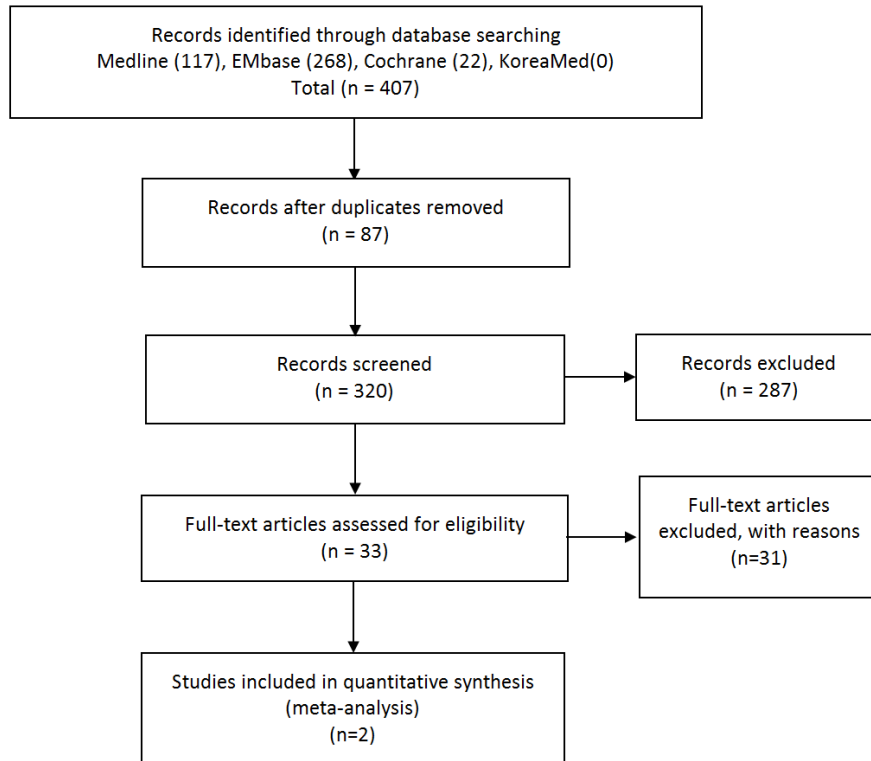 Records identified through database searching
Medline (117), EMbase (268), Cochrane (22), KoreaMed(0)
Total (n = 407)
Records after duplicates removed
(n = 87)
Records screened
(n = 320)
Records excluded
(n = 287)
Full-text articles assessed for eligibility
(n = 33)
Full-text articles
excluded, with reasons
(n=31)
Studies included in quantitative synthesis
(meta-analysis)
(n=2)